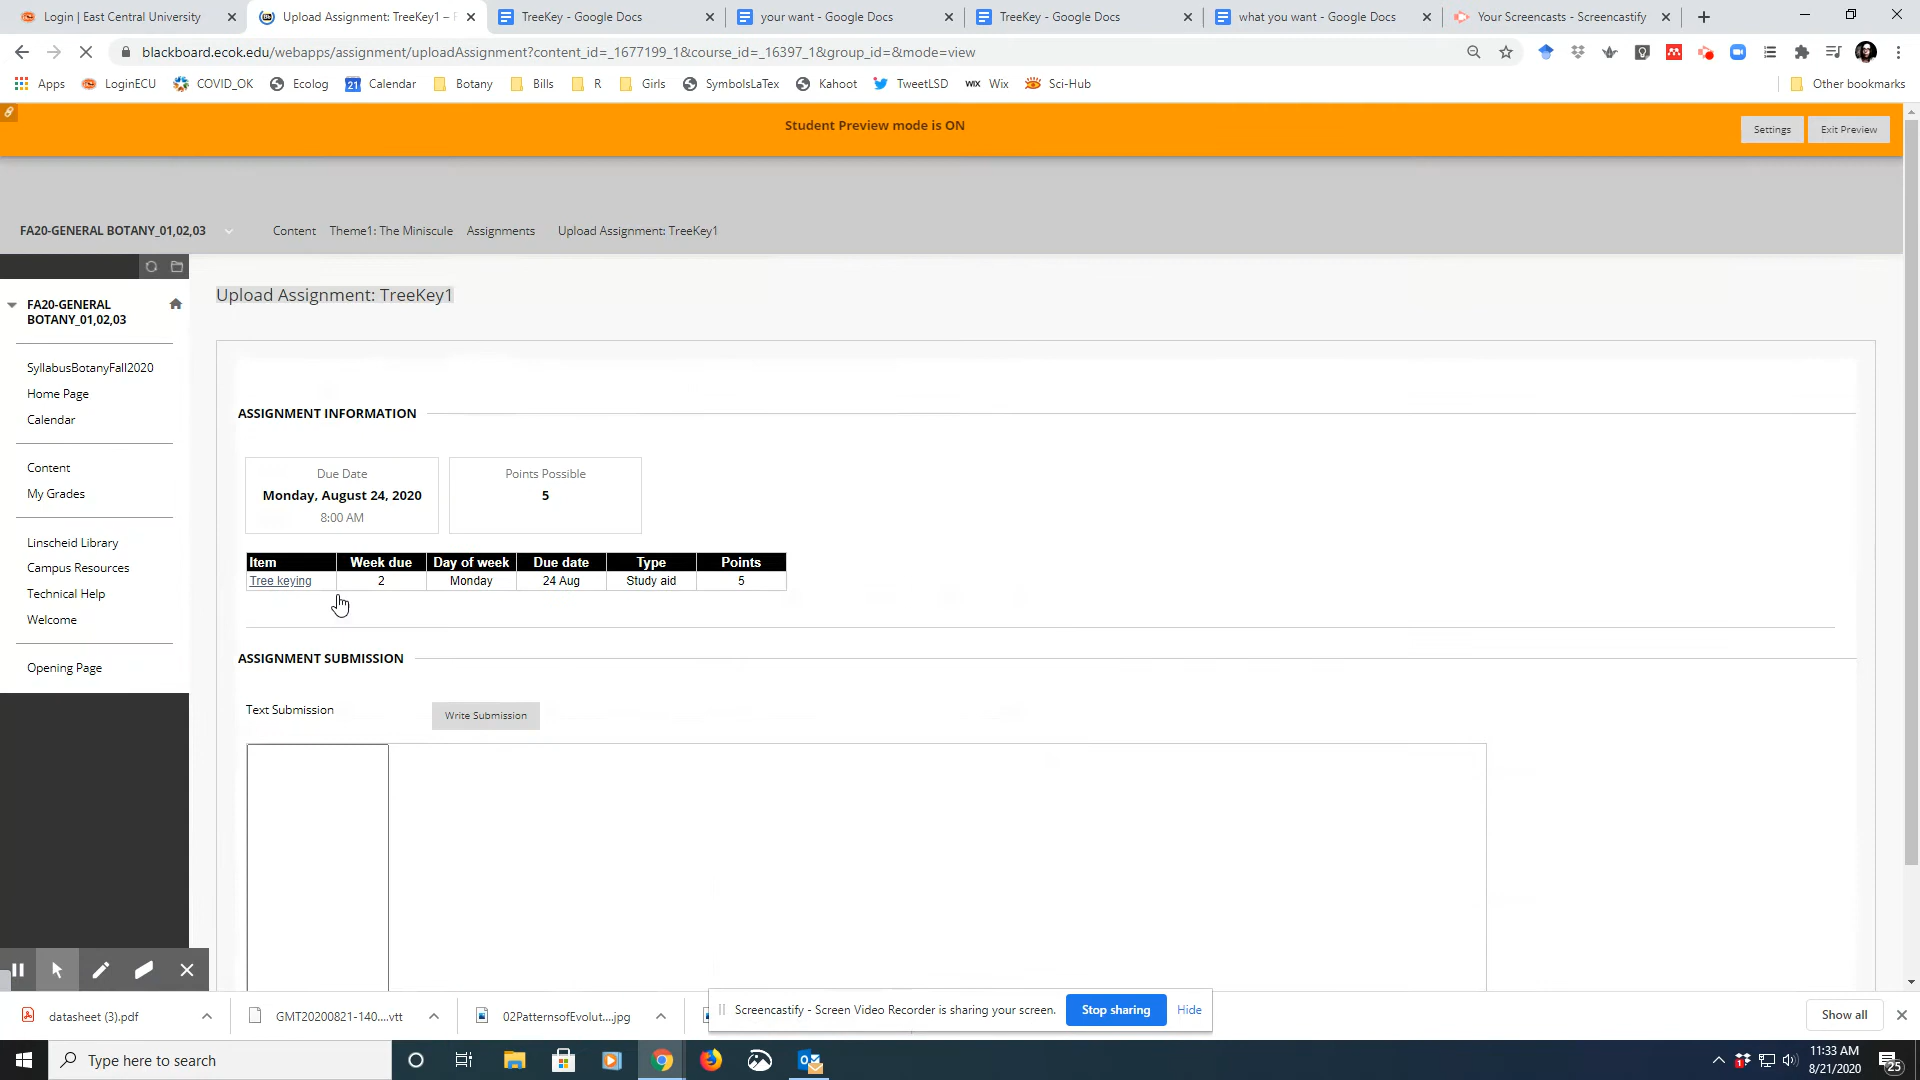 Login | East Central University
Upload Assignment: TreeKey1 –
TreeKey - Google Docs
your want - Google Docs
TreeKey - Google Docs
what you want - Google Docs
Your Screencasts - Screencastify
blackboard.ecok.edu/webapps/assignment/uploadAssignment?content_id=_1677199_1&course_id=_16397_1&group_id=&mode=view
Apps
LoginECU
COVID_OK
Ecolog
21
Calendar
Botany
Bills
R
Girls
SymbolsLaTex
Kahoot
TweetLSD
WIX
Wix
Sci-Hub
Other bookmarks
Student Preview mode is ON
Settings
Exit Preview
FA20-GENERAL BOTANY_01,02,03
Content
Theme1: The Miniscule
Assignments
Upload Assignment: TreeKey1
FA20-GENERAL
BOTANY_01,02,03
SyllabusBotanyFall2020
Home Page
Calendar
Content
My Grades
Linscheid Library
Campus Resources
Technical Help
Welcome
Opening Page
Upload Assignment: TreeKey1
ASSIGNMENT INFORMATION
Due Date
Monday, August 24, 2020
8:00 AM
Points Possible
5
Item Week due Day of week Due date Type Points
Tree keying 2 Monday 24 Aug Study aid 5
ASSIGNMENT SUBMISSION
Text Submission
Write Submission
datasheet (3).pdf
GMT20200821-140....vtt
02PatternsofEvolut....jpg
Screencastify - Screen Video Recorder is sharing your screen.
Stop sharing
Hide
Show all
Type here to search
11:33 AM
8/21/2020
25